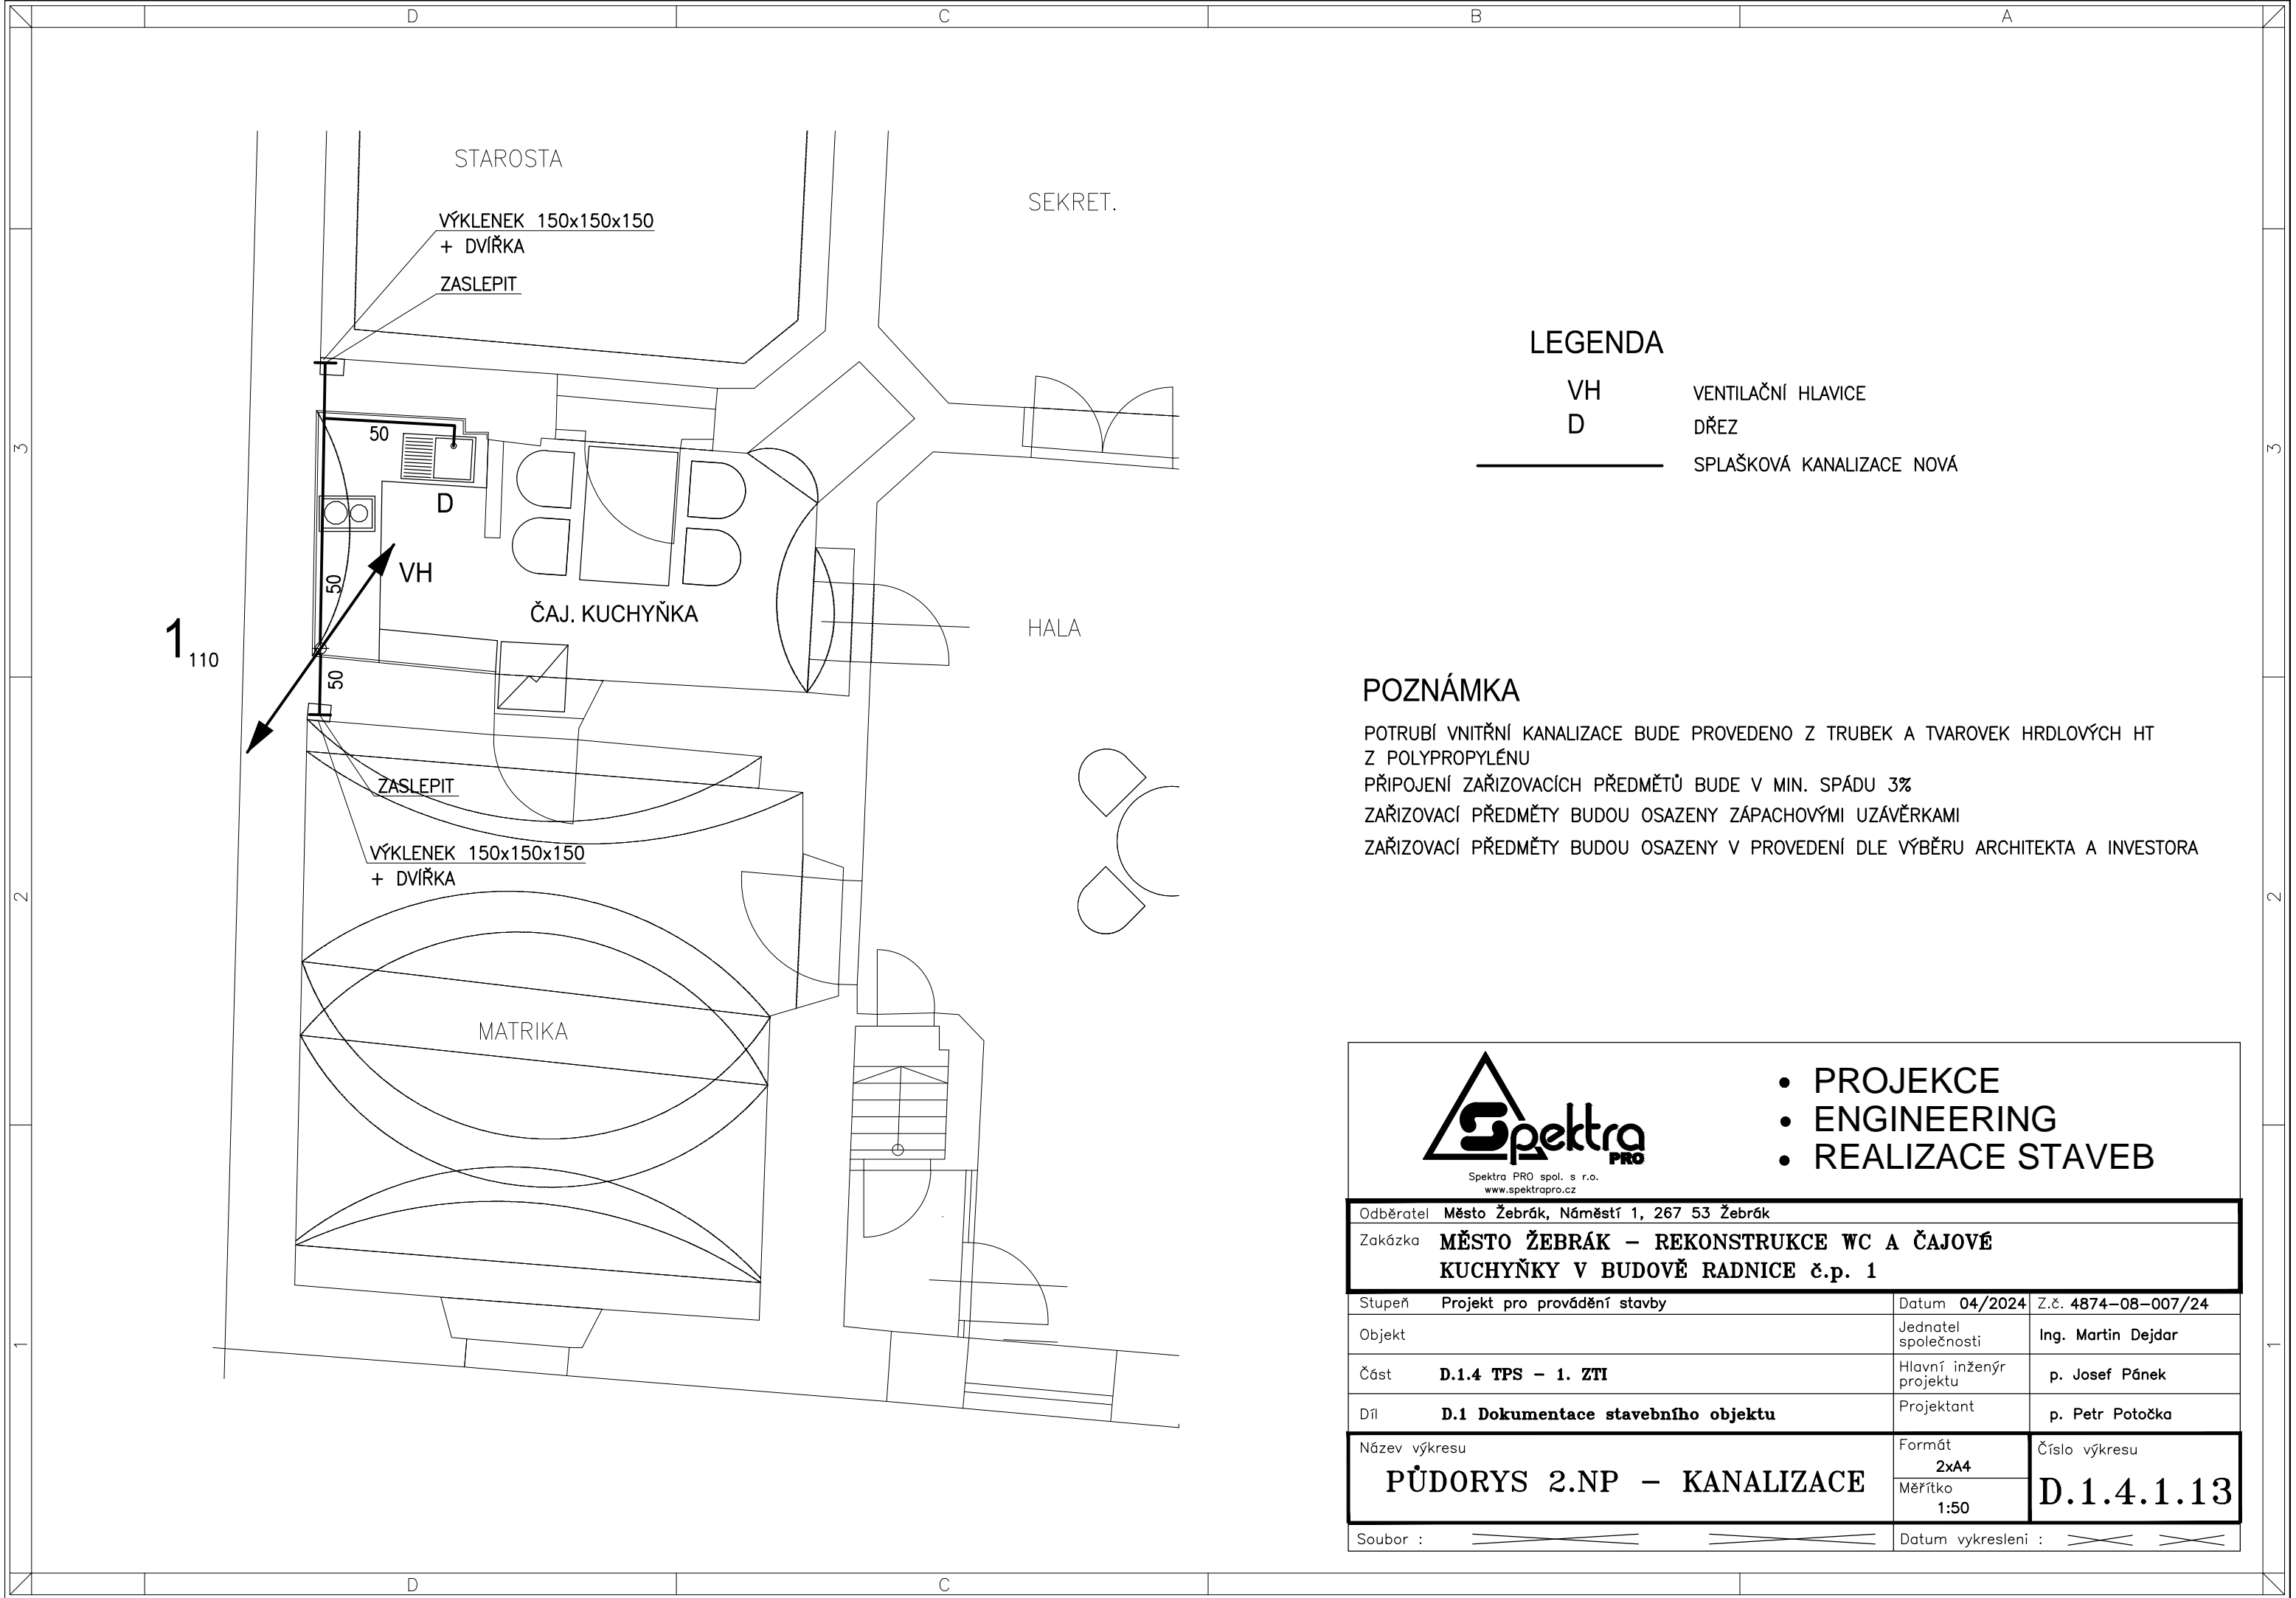 D
C
B
A
3
2
1
3
2
1
STAROSTA
SEKRET.
VÝKLENEK 150x150x150
+ DVÍŘKA
ZASLEPIT
50
D
VH
50
ČAJ. KUCHYŇKA
HALA
1 110
50
ZASLEPIT
VÝKLENEK 150x150x150
+ DVÍŘKA
MATRIKA
LEGENDA
VH VENTILAČNÍ HLAVICE
D DŘEZ
SPLAŠKOVÁ KANALIZACE NOVÁ
POZNÁMKA
POTRUBÍ VNITŘNÍ KANALIZACE BUDE PROVEDENO Z TRUBEK A TVAROVEK HRDLOVÝCH HT
Z POLYPROPYLÉNU
PŘIPOJENÍ ZAŘIZOVACÍCH PŘEDMĚTŮ BUDE V MIN. SPÁDU 3%
ZAŘIZOVACÍ PŘEDMĚTY BUDOU OSAZENY ZÁPACHOVÝMI UZÁVĚRKAMI
ZAŘIZOVACÍ PŘEDMĚTY BUDOU OSAZENY V PROVEDENÍ DLE VÝBĚRU ARCHITEKTA A INVESTORA
Spektra
PRO
Spektra PRO spol. s r.o.
www.spektrapro.cz
• PROJEKCE
• ENGINEERING
• REALIZACE STAVEB
Odběratel Město Žebrák, Náměstí 1, 267 53 Žebrák
Zakázka MĚSTO ŽEBRÁK – REKONSTRUKCE WC A ČAJOVÉ
KUCHYŇKY V BUDOVĚ RADNICE č.p. 1
Stupeň Projekt pro provádění stavby
Datum 04/2024 Z.č. 4874–08–007/24
Objekt
Jednatel
společnosti
Ing. Martin Dejdar
Část D.1.4 TPS – 1. ZTI
Hlavní inženýr
projektu
p. Josef Pánek
Díl D.1 Dokumentace stavebního objektu
Projektant
p. Petr Potočka
Název výkresu
PŮDORYS 2.NP – KANALIZACE
Formát
2xA4
Měřítko
1:50
Číslo výkresu
D.1.4.1.13
Soubor :
Datum vykresleni :
D
C